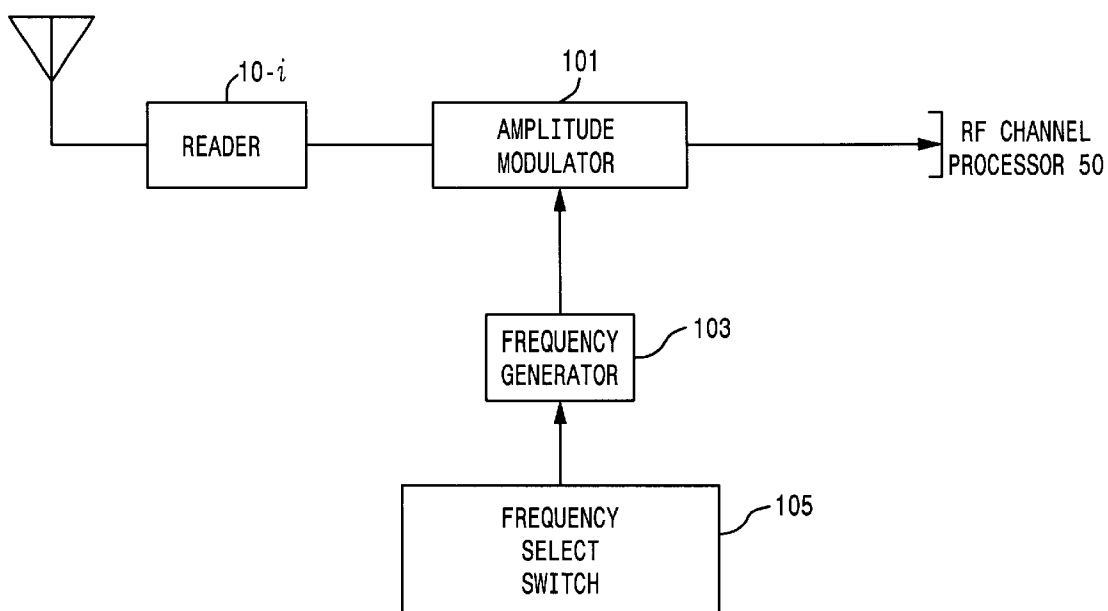 10-i
101
READER
AMPLITUDE
MODULATOR
RF CHANNEL
PROCESSOR 50
FREQUENCY
GENERATOR
103
FREQUENCY
SELECT
SWITCH
105